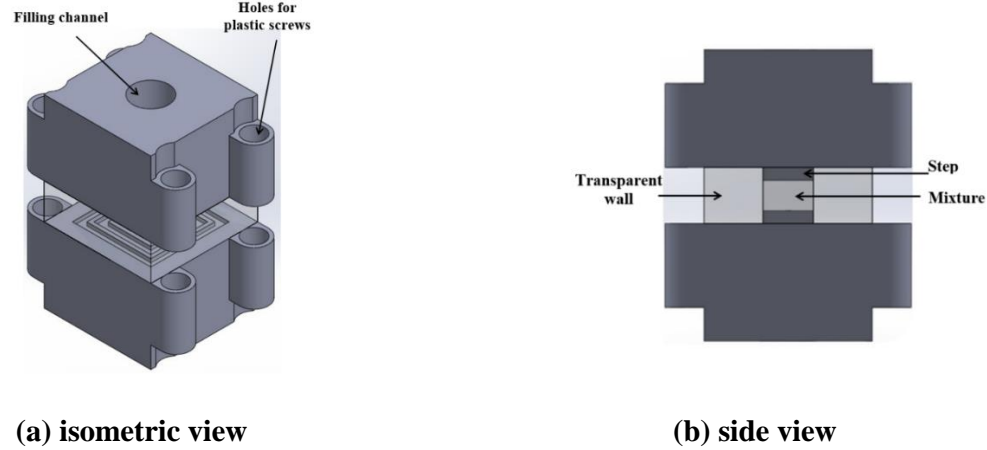 Filling channel
Holes for
plastic screws
Transparent
wall
Step
Mixture
(a) isometric view
(b) side view